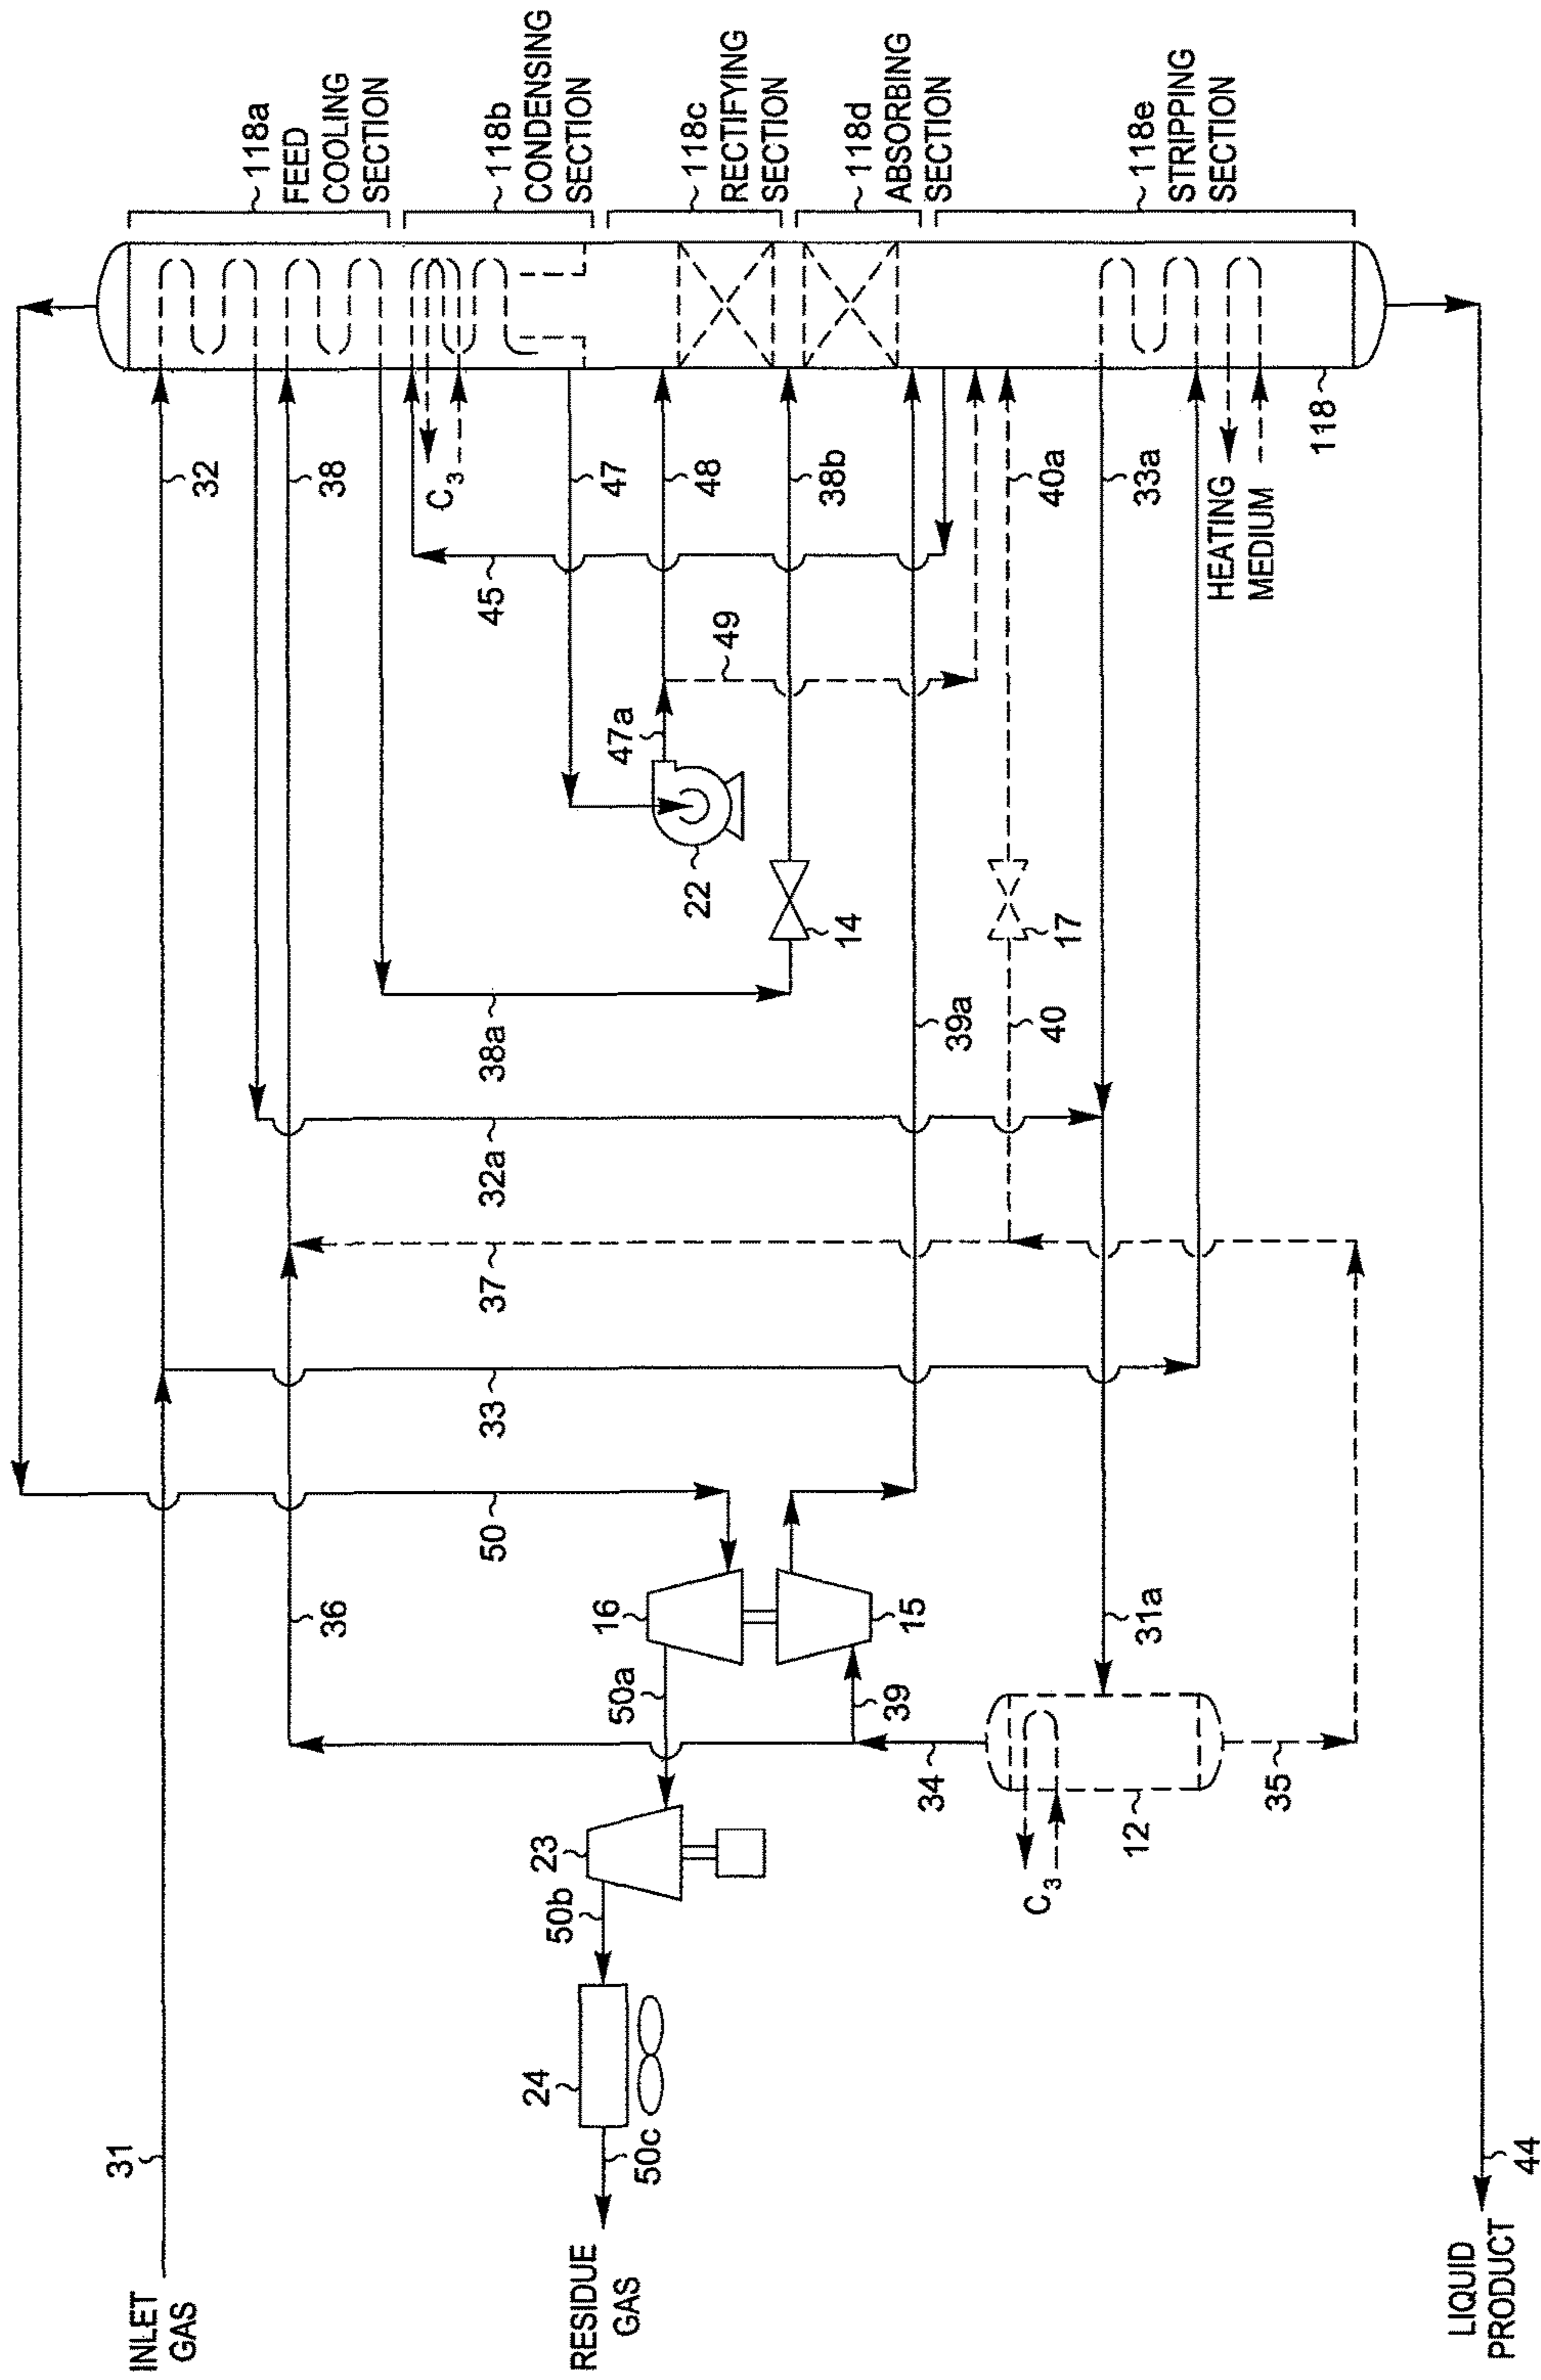 INLET
GAS
31
32
33
118a
FEED
COOLING
SECTION
118b
CONDENSING
SECTION
118c
RECTIFYING
SECTION
118d
ABSORBING
SECTION
118e
STRIPPING
SECTION
38
C3
47
48
38b
45
40a
33a
HEATING
MEDIUM
118
49
47a
22
14
17
38a
39a
40
32a
37
50
36
16
15
31a
50a
39
34
35
12
C3
23
50b
24
50c
RESIDUE
GAS
44
LIQUID
PRODUCT